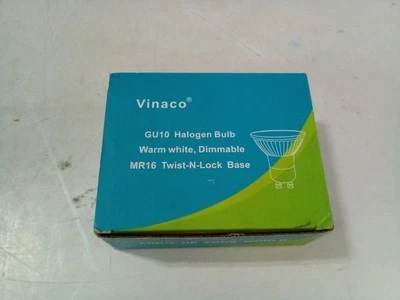 Vinaco®
GU10 Halogen Bulb
Warm white, Dimmable
MR16 Twist-N-Lock Base